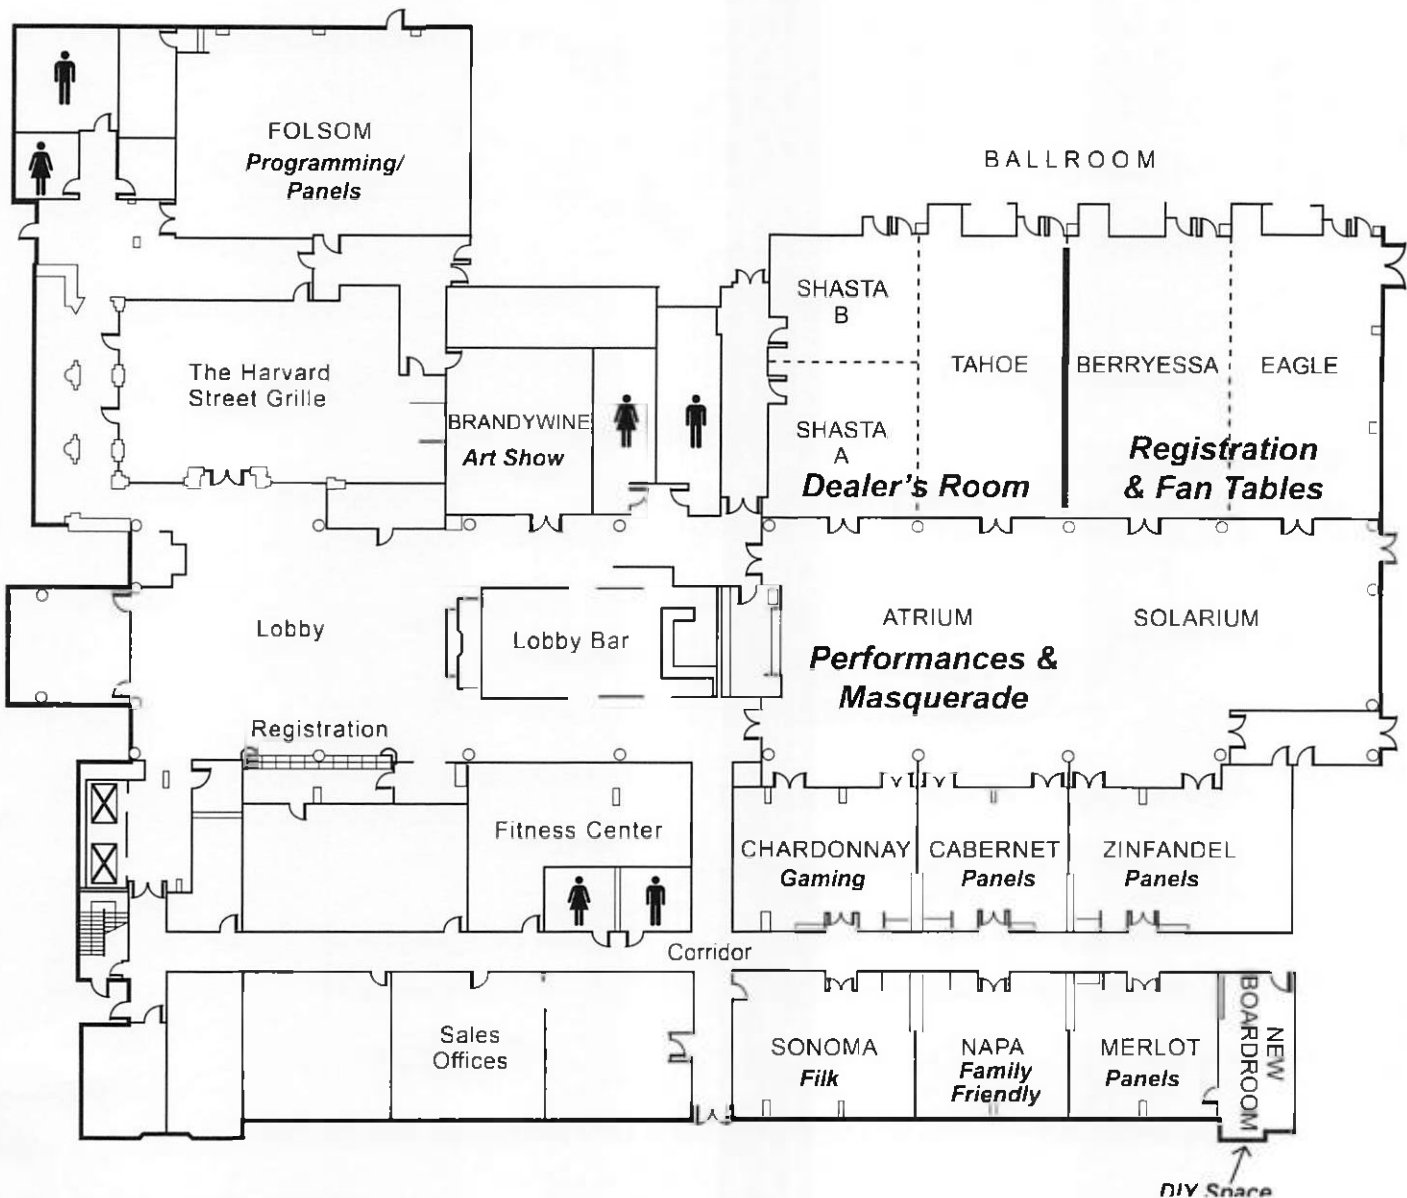 FOLSOM
Programming/
Panels
BALLROOM
SHASTA
B
TAHOE
BERRYESSA
EAGLE
The Harvard
Street Grille
BRANDYWINE
Art Show
SHASTA
A
Dealer's Room
Registration
& Fan Tables
Lobby
Lobby Bar
ATRIUM
SOLARIUM
Performances &
Masquerade
Registration
Fitness Center
CHARDONNAY
Gaming
CABERNET
Panels
ZINFANDEL
Panels
Corridor
Sales
Offices
SONOMA
Filk
NAPA
Family
Friendly
MERLOT
Panels
NEW
BOARDROOM
DIY Space